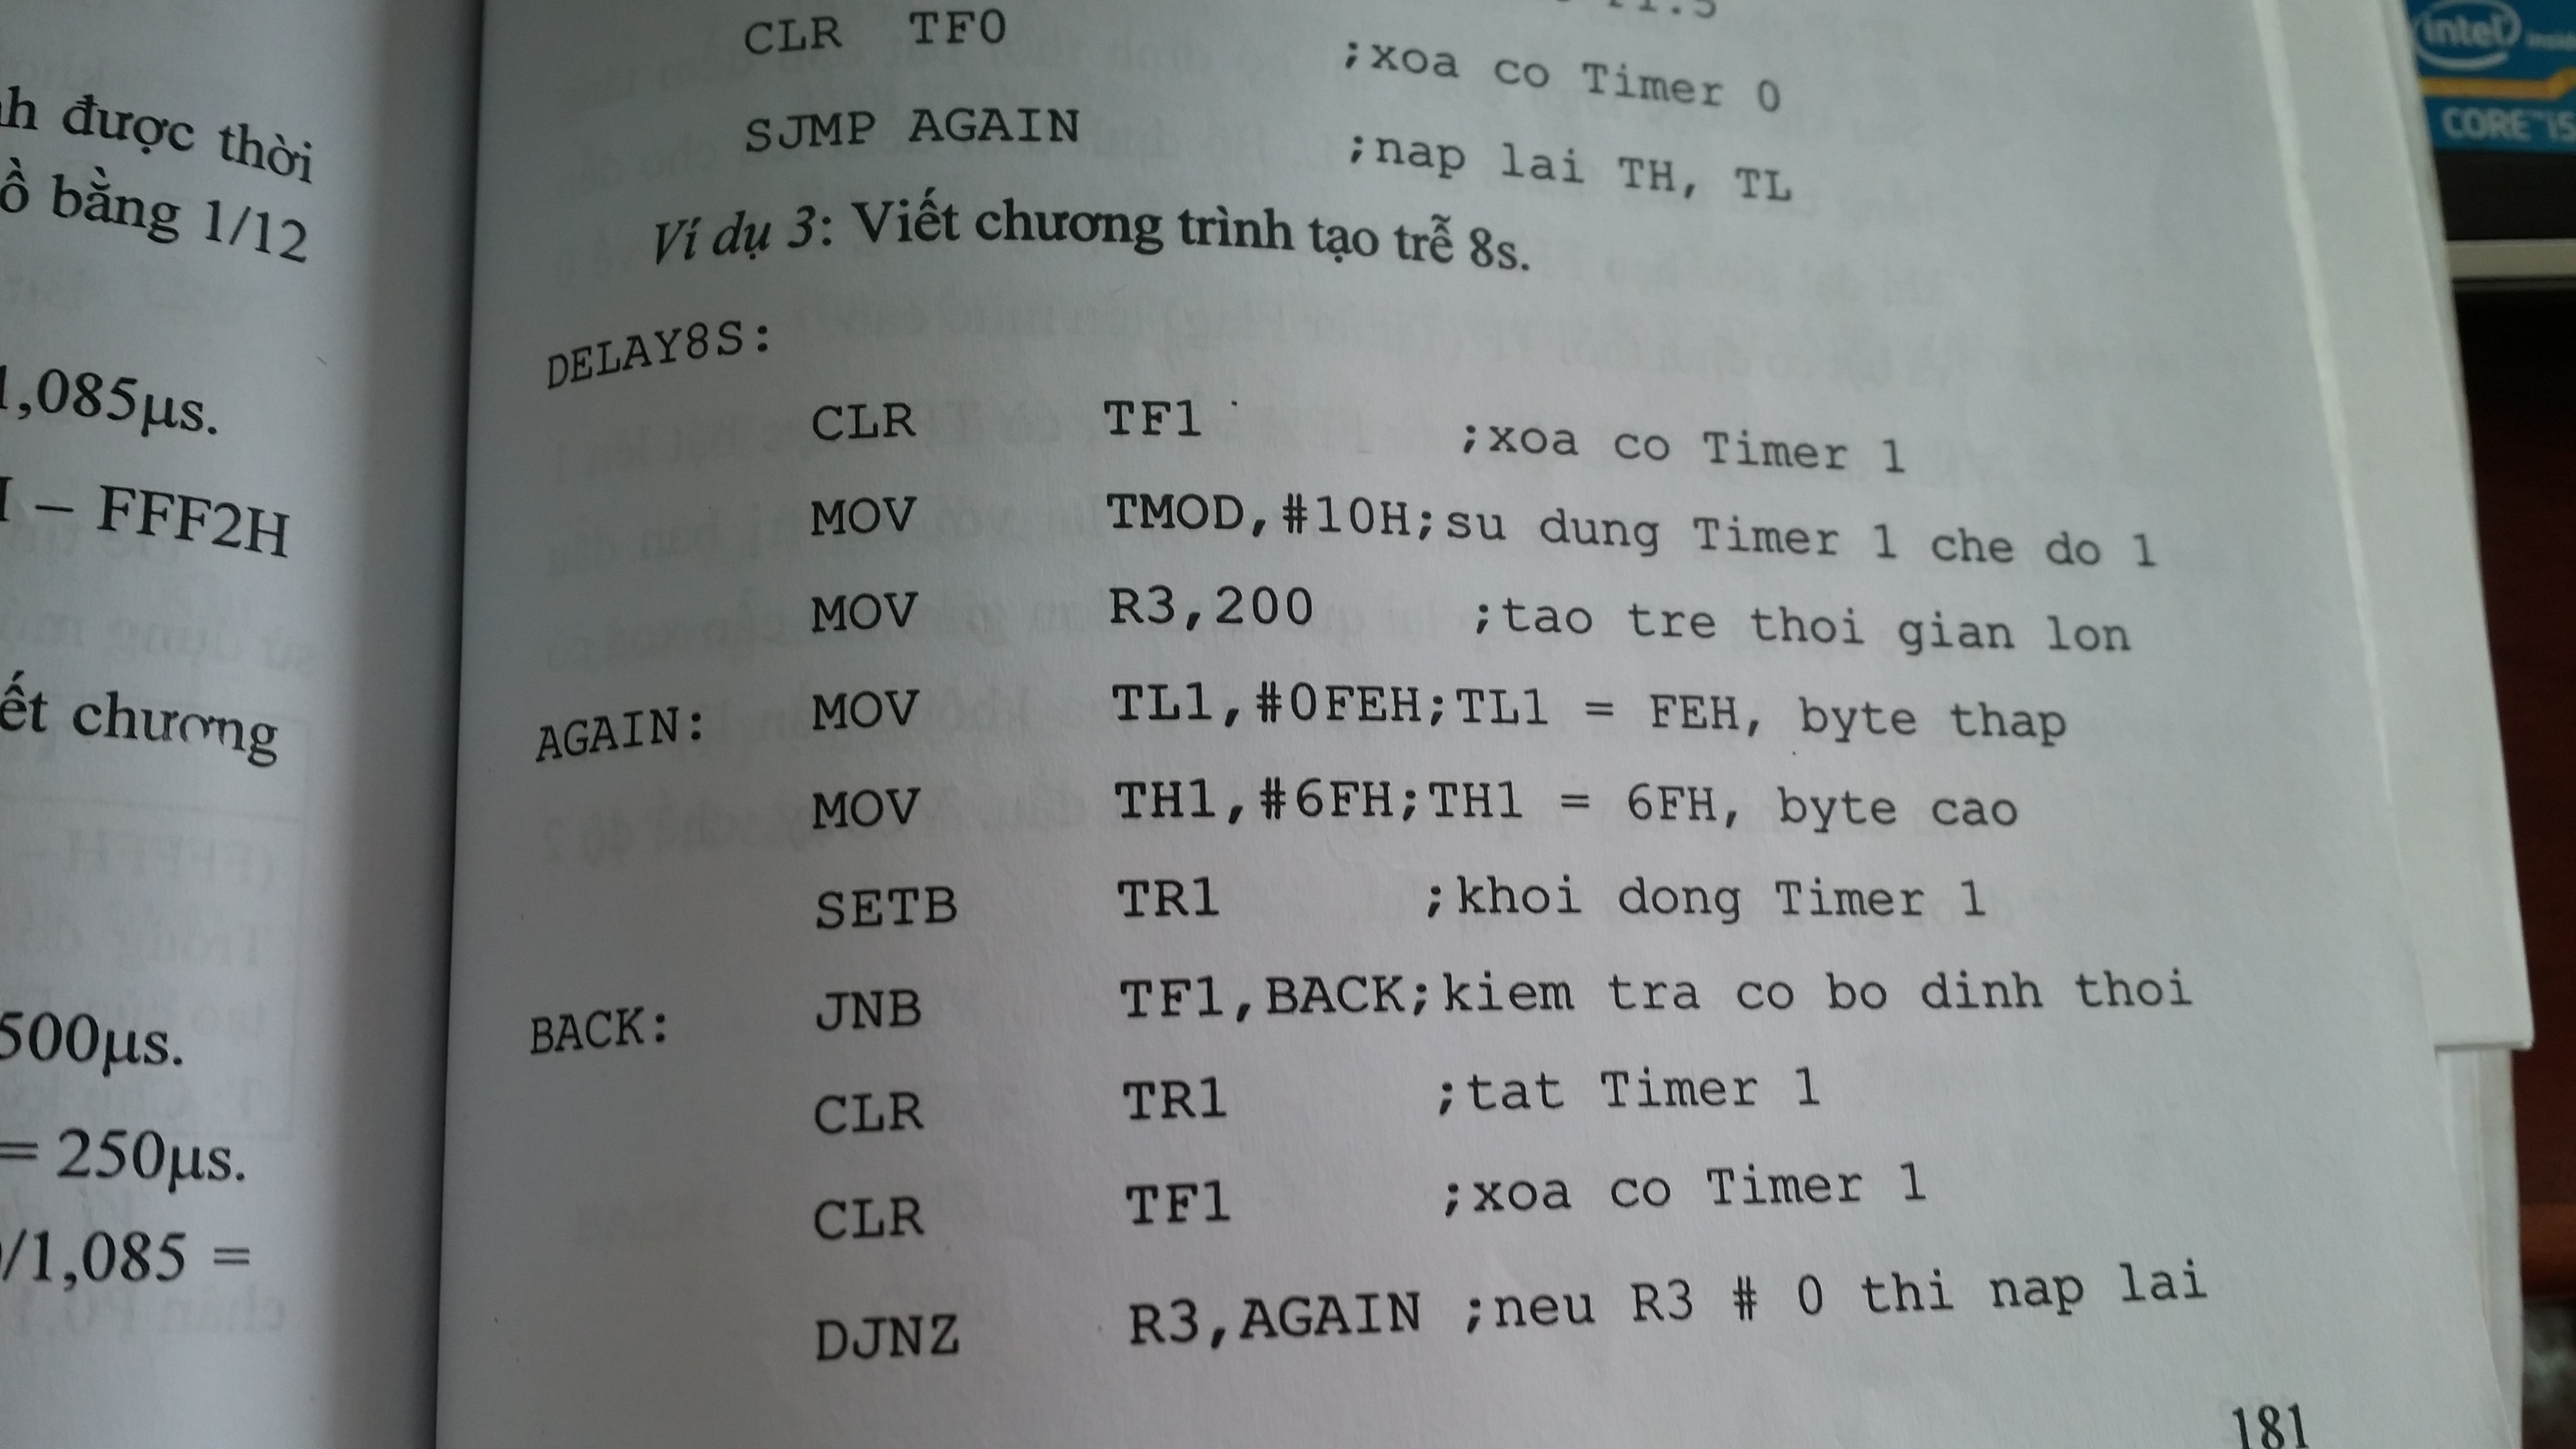 được thời
bằng 1/12
1,085µs.
– FFF2H
chương
500µs.
= 250µs.
/1,085 =
CLR TF0 ;xoa co Timer 0
SJMP AGAIN ;nap lai TH, TL
Ví dụ 3: Viết chương trình tạo trễ 8s.
DELAY8S:
CLR TF1 ;xoa co Timer 1
MOV TMOD,#10H;su dung Timer 1 che do 1
MOV R3,200 ;tao tre thoi gian lon
AGAIN: MOV TL1,#0FEH;TL1 = FEH, byte thap
MOV TH1,#6FH;TH1 = 6FH, byte cao
SETB TR1 ;khoi dong Timer 1
BACK: JNB TF1,BACK;kiem tra co bo dinh thoi
CLR TR1 ;tat Timer 1
CLR TF1 ;xoa co Timer 1
DJNZ R3,AGAIN ;neu R3 # 0 thi nap lai
181
intel
CORE i5